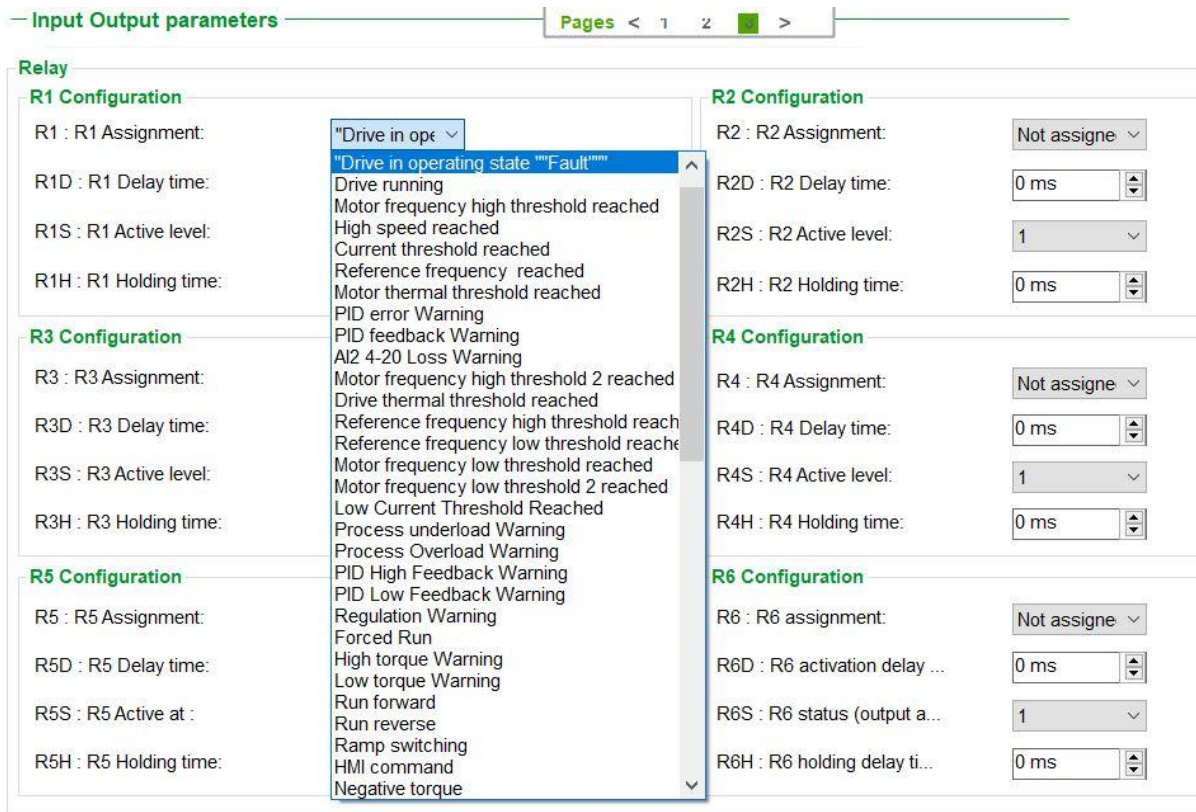 Input Output parameters
Pages < 1 2 3 >
Relay
R1 Configuration
R1 : R1 Assignment:
"Drive in ope
R1D : R1 Delay time:
R1S : R1 Active level:
R1H : R1 Holding time:
"Drive in operating state ""Fault"""
Drive running
Motor frequency high threshold reached
High speed reached
Current threshold reached
Reference frequency  reached
Motor thermal threshold reached
PID error Warning
PID feedback Warning
AI2 4-20 Loss Warning
Motor frequency high threshold 2 reached
Drive thermal threshold reached
Reference frequency high threshold reach
Reference frequency low threshold reache
Motor frequency low threshold reached
Motor frequency low threshold 2 reached
Low Current Threshold Reached
Process underload Warning
Process Overload Warning
PID High Feedback Warning
PID Low Feedback Warning
Regulation Warning
Forced Run
High torque Warning
Low torque Warning
Run forward
Run reverse
Ramp switching
HMI command
Negative torque
R2 Configuration
R2 : R2 Assignment:
Not assigne
R2D : R2 Delay time:
0 ms
R2S : R2 Active level:
1
R2H : R2 Holding time:
0 ms
R3 Configuration
R3 : R3 Assignment:
R3D : R3 Delay time:
R3S : R3 Active level:
R3H : R3 Holding time:
R4 Configuration
R4 : R4 Assignment:
Not assigne
R4D : R4 Delay time:
0 ms
R4S : R4 Active level:
1
R4H : R4 Holding time:
0 ms
R5 Configuration
R5 : R5 Assignment:
R5D : R5 Delay time:
R5S : R5 Active at :
R5H : R5 Holding time:
R6 Configuration
R6 : R6 assignment:
Not assigne
R6D : R6 activation delay ...
0 ms
R6S : R6 status (output a...
1
R6H : R6 holding delay ti...
0 ms